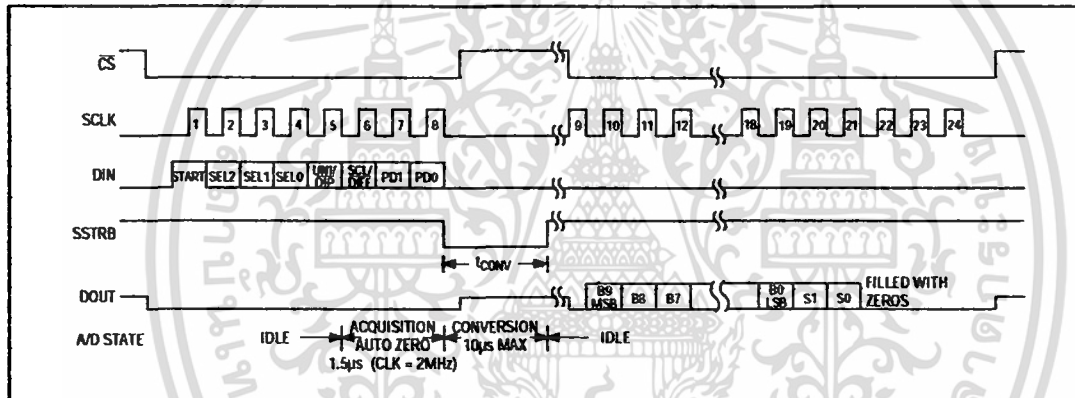 CS
SCLK 1 2 3 4 5 6 7 8 9 10 11 12 18 19 20 21 22 23 24
DIN START SEL2 SEL1 SEL0 UNI/DIP SCL/DIFF PD1 PD0
SSTRB
tCONV
DOUT B9 MSB B8 B7 B0 LSB S1 S0 FILLED WITH ZEROS
A/D STATE IDLE ACQUISITION AUTO ZERO CONVERSION 10µs MAX IDLE
1.5µs (CLK = 2MHz)